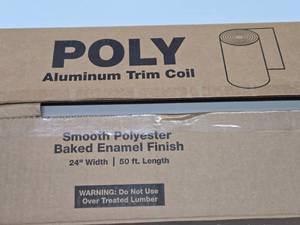 POLY
Aluminum Trim Coil
Smooth Polyester
Baked Enamel Finish
24" Width | 50 ft. Length
WARNING: Do Not Use
Over Treated Lumber